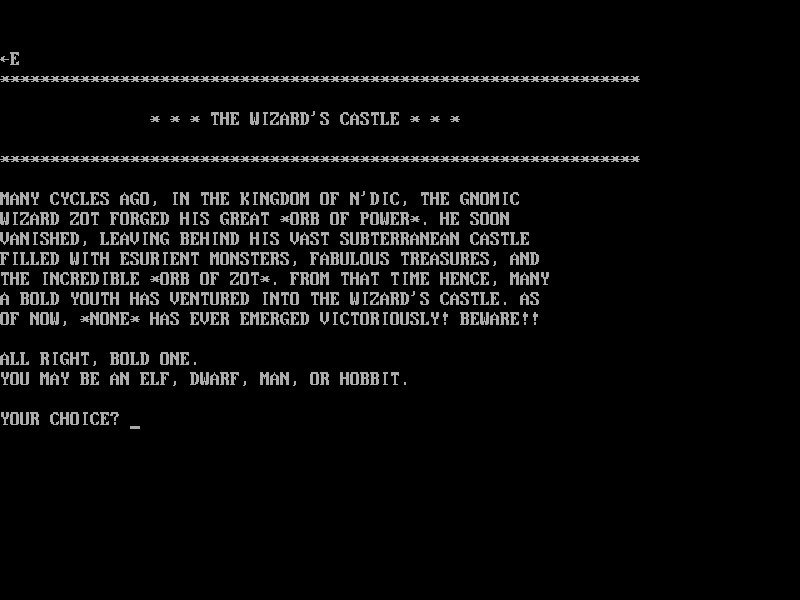 ←E
****************************************************************
* * * THE WIZARD'S CASTLE * * *
****************************************************************
MANY CYCLES AGO, IN THE KINGDOM OF N'DIC, THE GNOMIC
WIZARD ZOT FORGED HIS GREAT *ORB OF POWER*. HE SOON
VANISHED, LEAVING BEHIND HIS VAST SUBTERRANEAN CASTLE
FILLED WITH ESURIENT MONSTERS, FABULOUS TREASURES, AND
THE INCREDIBLE *ORB OF ZOT*. FROM THAT TIME HENCE, MANY
A BOLD YOUTH HAS VENTURED INTO THE WIZARD'S CASTLE. AS
OF NOW, *NONE* HAS EVER EMERGED VICTORIOUSLY! BEWARE!!
ALL RIGHT, BOLD ONE.
YOU MAY BE AN ELF, DWARF, MAN, OR HOBBIT.
YOUR CHOICE? _